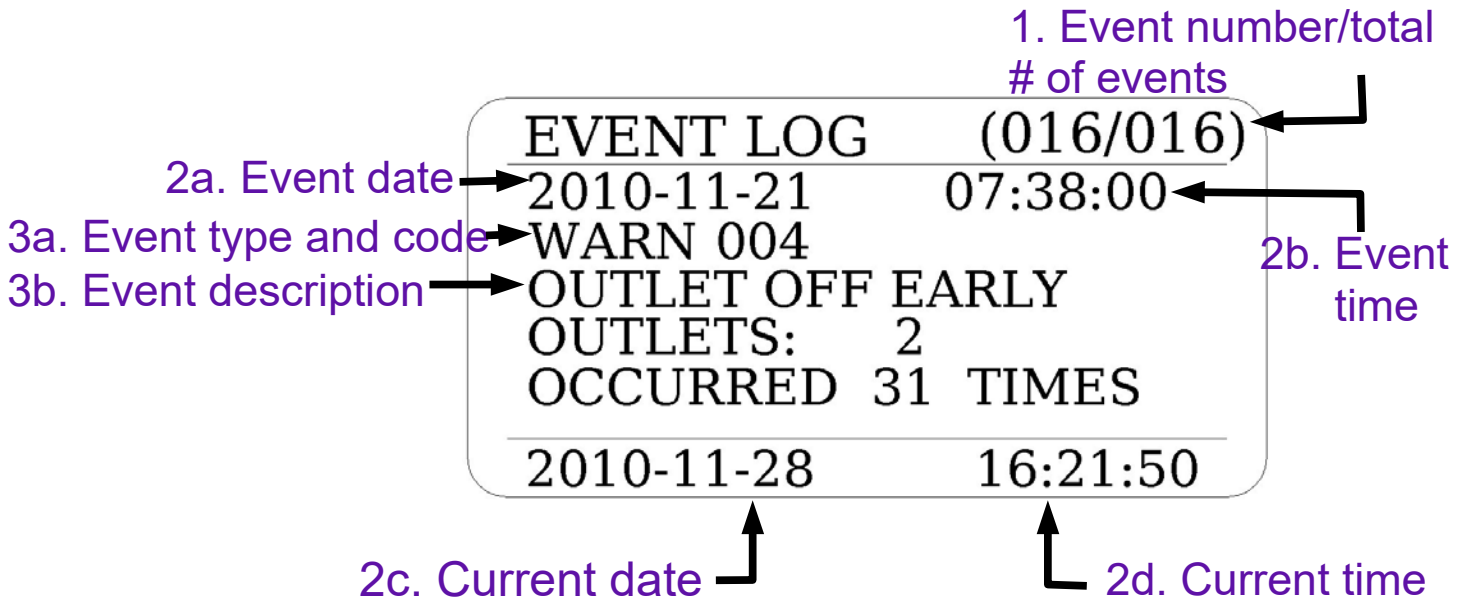 1. Event number/total
# of events
EVENT LOG (016/016)
2a. Event date
2010-11-21 07:38:00
3a. Event type and code
WARN 004
2b. Event
time
3b. Event description
OUTLET OFF EARLY
OUTLETS: 2
OCCURRED 31 TIMES
2010-11-28 16:21:50
2c. Current date
2d. Current time